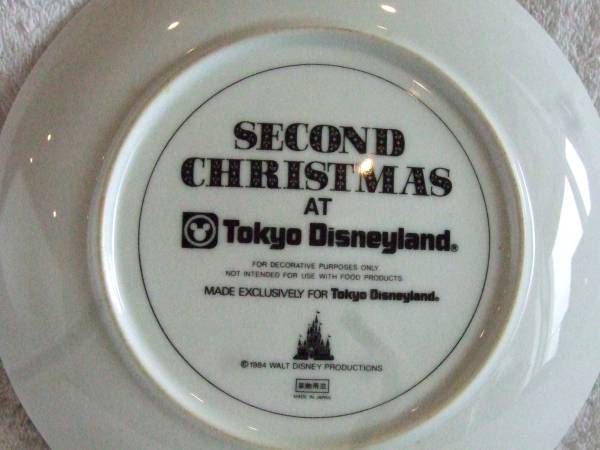 SECOND
CHRISTMAS
AT
Tokyo Disneyland®
FOR DECORATIVE PURPOSES ONLY
NOT INTENDED FOR USE WITH FOOD PRODUCTS
MADE EXCLUSIVELY FOR Tokyo Disneyland®
©1984 WALT DISNEY PRODUCTIONS
MADE IN JAPAN